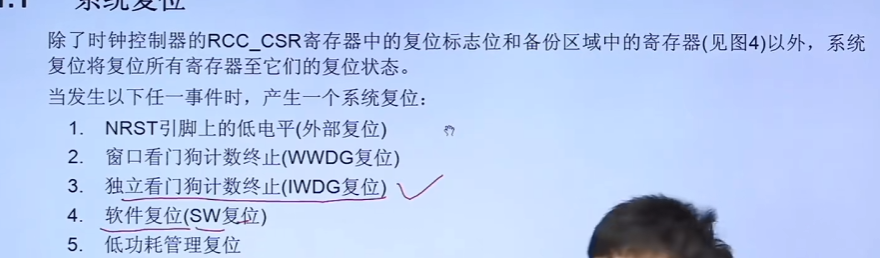 系统复位
除了时钟控制器的RCC_CSR寄存器中的复位标志位和备份区域中的寄存器(见图4)以外，系统
复位将复位所有寄存器至它们的复位状态。
当发生以下任一事件时，产生一个系统复位：
1. NRST引脚上的低电平(外部复位)
2. 窗口看门狗计数终止(WWDG复位)
3. 独立看门狗计数终止(IWDG复位)
4. 软件复位(SW复位)
5. 低功耗管理复位